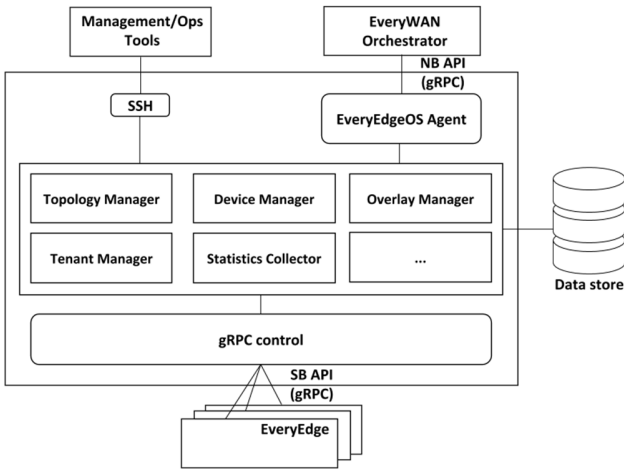 Management/Ops
Tools
EveryWAN
Orchestrator
NB API
(gRPC)
SSH
EveryEdgeOS Agent
Topology Manager
Device Manager
Overlay Manager
Tenant Manager
Statistics Collector
...
Data store
gRPC control
SB API
(gRPC)
EveryEdge